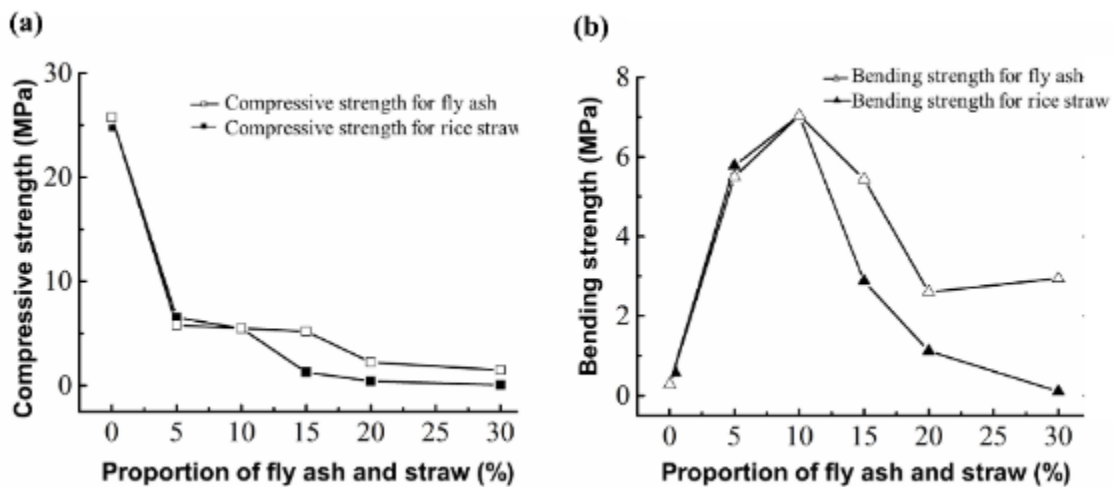 (a)
Compressive strength (MPa)
30
20
10
0
Compressive strength for fly ash
Compressive strength for rice straw
0 5 10 15 20 25 30
Proportion of fly ash and straw (%)
(b)
Bending strength (MPa)
8
6
4
2
0
Bending strength for fly ash
Bending strength for rice straw
0 5 10 15 20 25 30
Proportion of fly ash and straw (%)